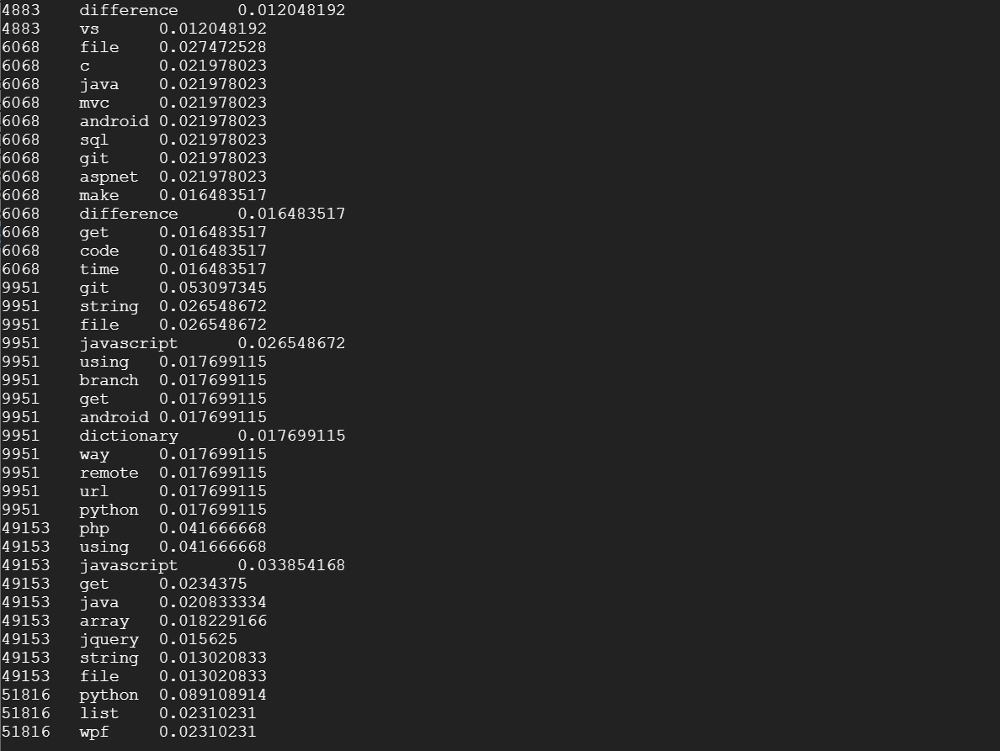 4883 difference 0.012048192
4883 vs 0.012048192
6068 file 0.027472528
6068 c 0.021978023
6068 java 0.021978023
6068 mvc 0.021978023
6068 android 0.021978023
6068 sql 0.021978023
6068 git 0.021978023
6068 aspnet 0.021978023
6068 make 0.016483517
6068 difference 0.016483517
6068 get 0.016483517
6068 code 0.016483517
6068 time 0.016483517
9951 git 0.053097345
9951 string 0.026548672
9951 file 0.026548672
9951 javascript 0.026548672
9951 using 0.017699115
9951 branch 0.017699115
9951 get 0.017699115
9951 android 0.017699115
9951 dictionary 0.017699115
9951 way 0.017699115
9951 remote 0.017699115
9951 url 0.017699115
9951 python 0.017699115
49153 php 0.041666668
49153 using 0.041666668
49153 javascript 0.033854168
49153 get 0.0234375
49153 java 0.020833334
49153 array 0.018229166
49153 jquery 0.015625
49153 string 0.013020833
49153 file 0.013020833
51816 python 0.089108914
51816 list 0.02310231
51816 wpf 0.02310231